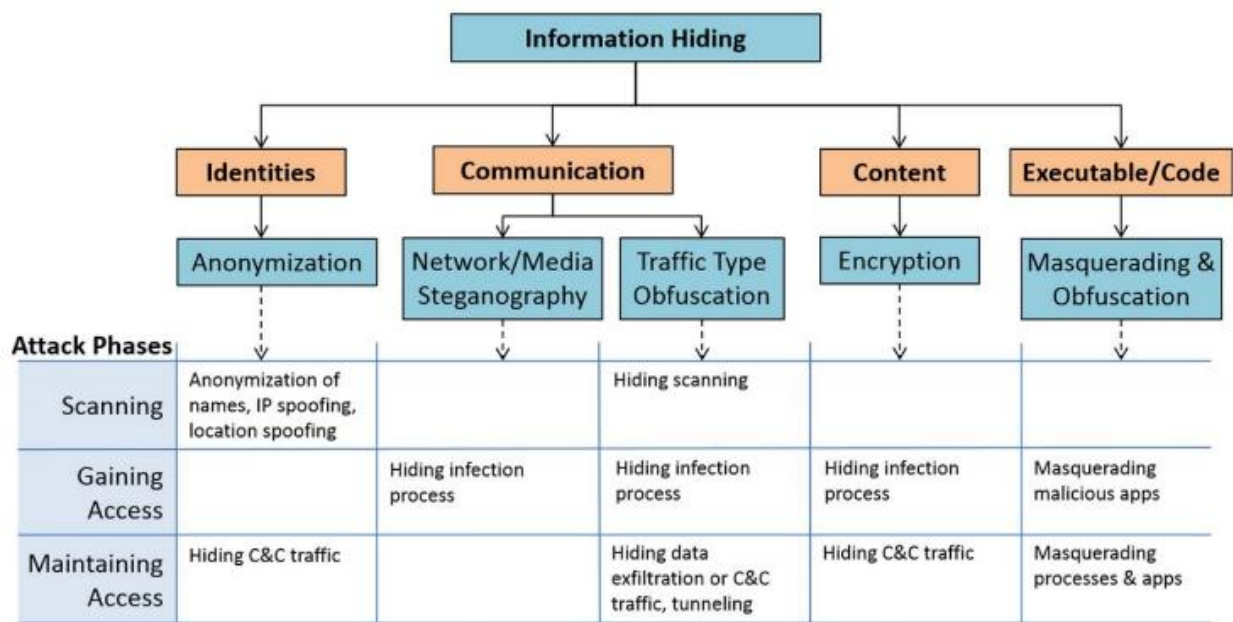 Information Hiding
Identities
Communication
Content
Executable/Code
Anonymization
Network/Media
Steganography
Traffic Type
Obfuscation
Encryption
Masquerading &
Obfuscation
Attack Phases
Scanning
Anonymization of
names, IP spoofing,
location spoofing
Hiding scanning
Gaining
Access
Hiding infection
process
Hiding infection
process
Hiding infection
process
Masquerading
malicious apps
Maintaining
Access
Hiding C&C traffic
Hiding data
exfiltration or C&C
traffic, tunneling
Hiding C&C traffic
Masquerading
processes & apps